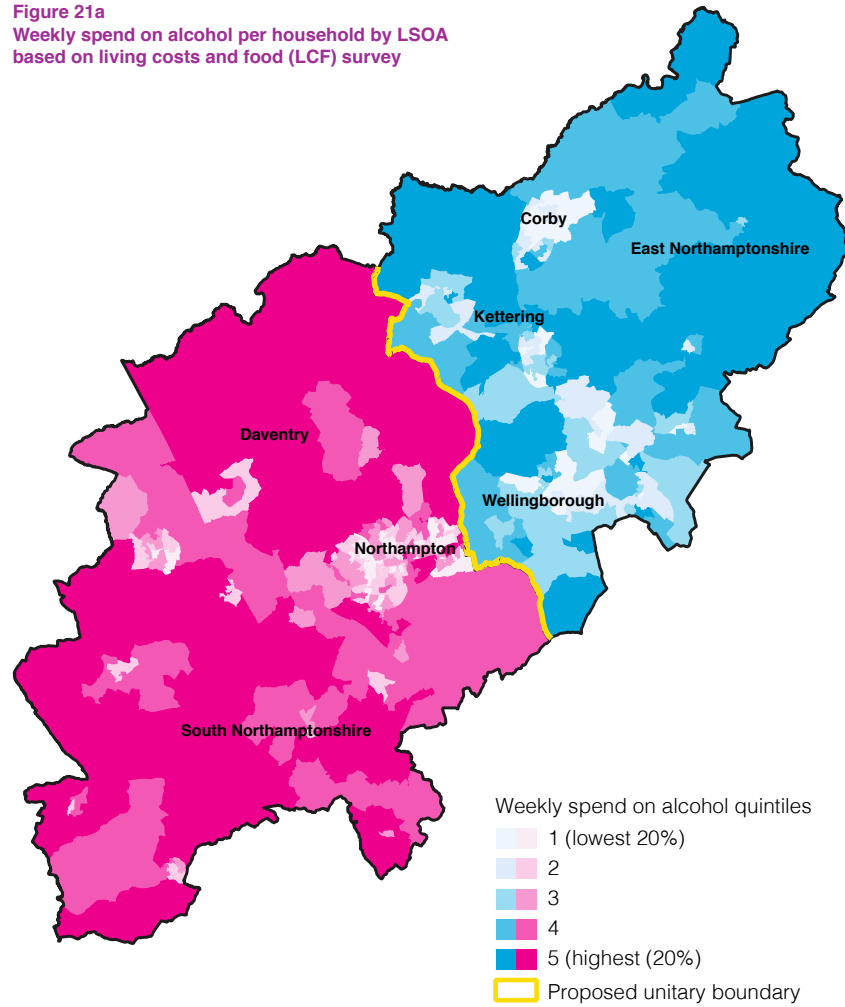 Figure 21a
Weekly spend on alcohol per household by LSOA
based on living costs and food (LCF) survey
Corby
East Northamptonshire
Kettering
Daventry
Wellingborough
Northampton
South Northamptonshire
Weekly spend on alcohol quintiles
1 (lowest 20%)
2
3
4
5 (highest (20%)
Proposed unitary boundary